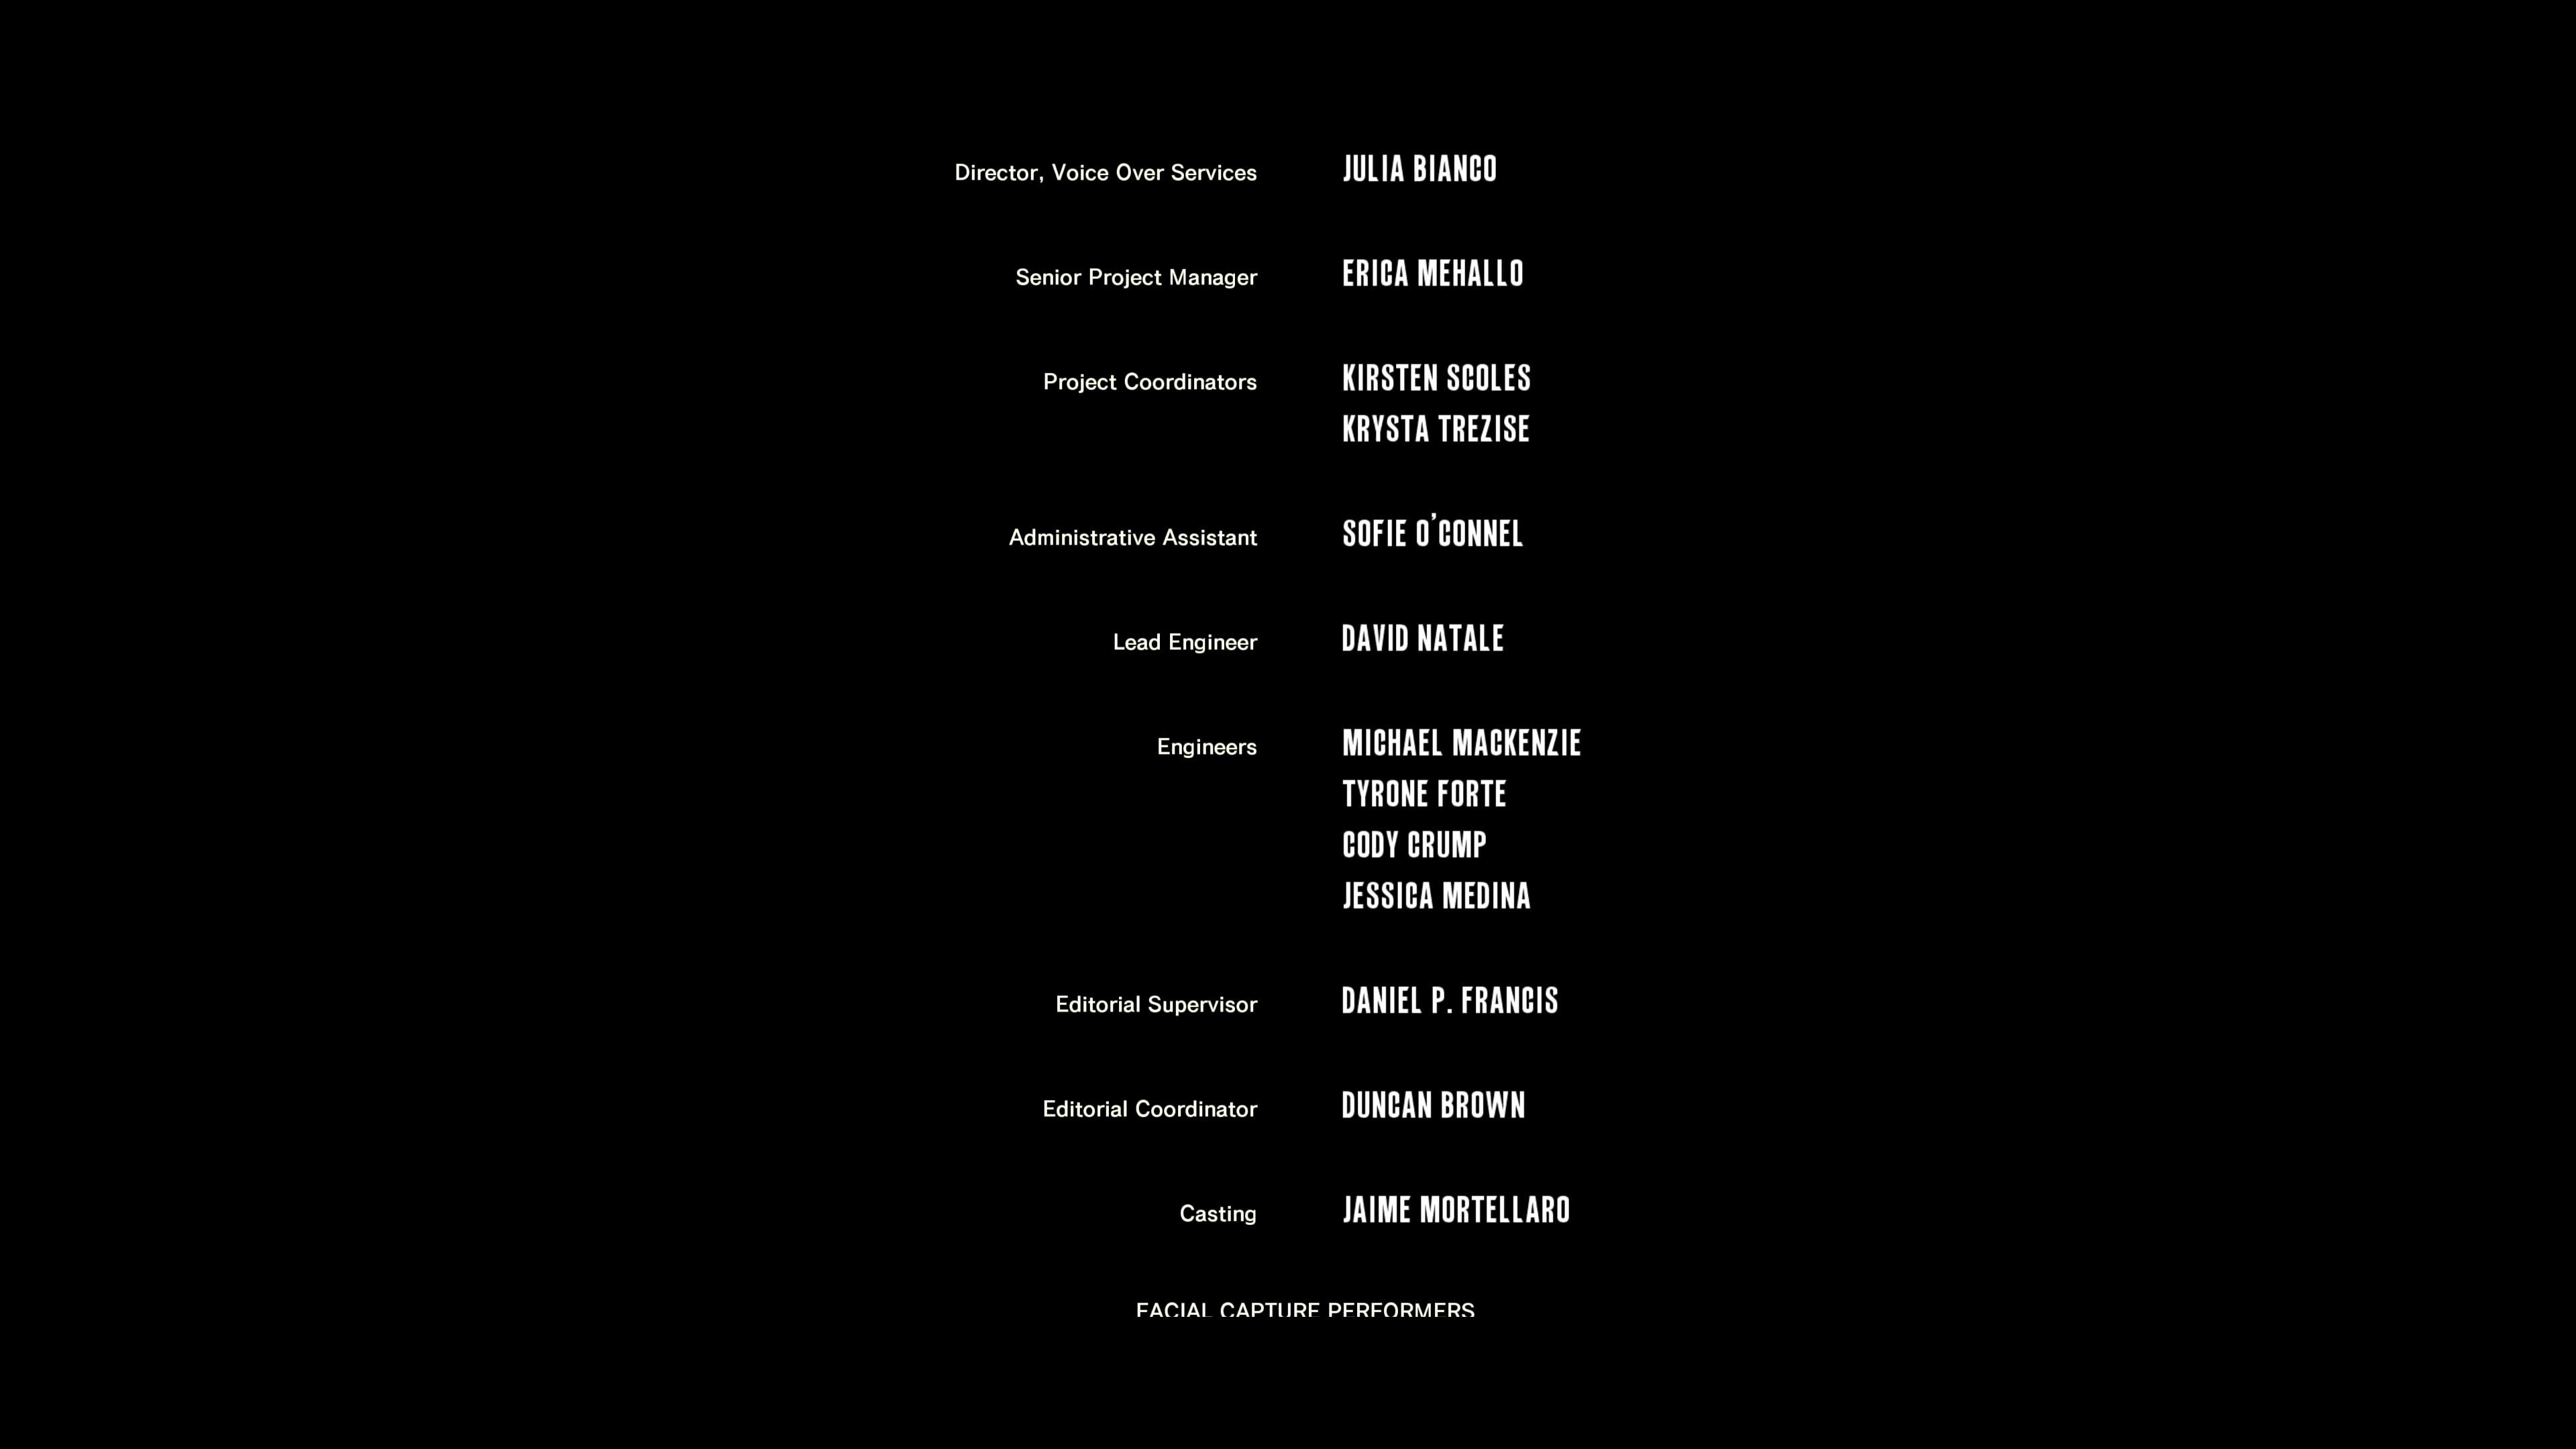 Director, Voice Over Services JULIA BIANCO
Senior Project Manager ERICA MEHALLO
Project Coordinators KIRSTEN SCOLES
KRYSTA TREZISE
Administrative Assistant SOFIE O'CONNEL
Lead Engineer DAVID NATALE
Engineers MICHAEL MACKENZIE
TYRONE FORTE
CODY CRUMP
JESSICA MEDINA
Editorial Supervisor DANIEL P. FRANCIS
Editorial Coordinator DUNCAN BROWN
Casting JAIME MORTELLARO
FACIAL CAPTURE PERFORMERS